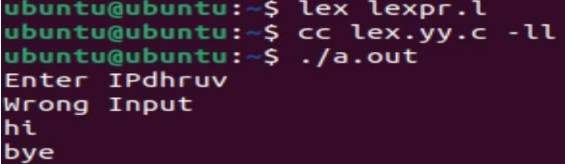 ubuntu@ubuntu:~$ lex lexpr.l
ubuntu@ubuntu:~$ cc lex.yy.c -ll
ubuntu@ubuntu:~$ ./a.out
Enter IPdhruv
Wrong Input
hi
bye